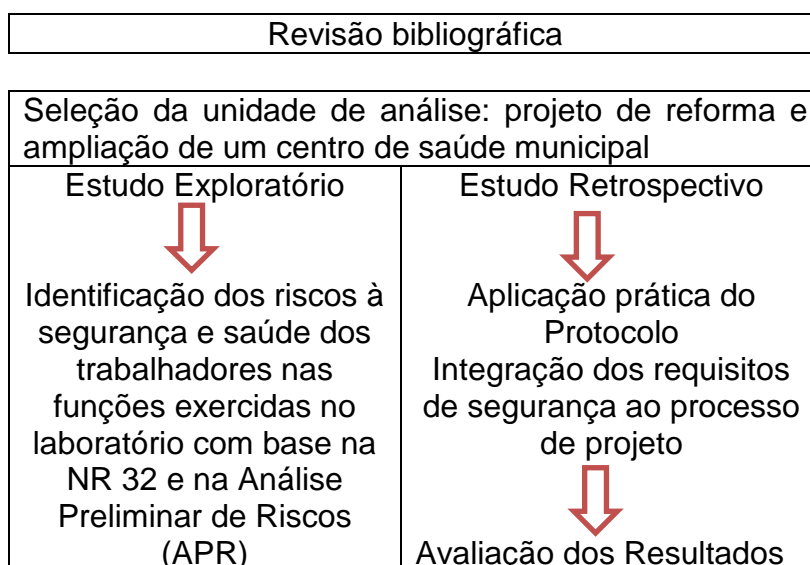 Revisão bibliográfica
Seleção da unidade de análise: projeto de reforma e
ampliação de um centro de saúde municipal
Estudo Exploratório
Identificação dos riscos à
segurança e saúde dos
trabalhadores nas
funções exercidas no
laboratório com base na
NR 32 e na Análise
Preliminar de Riscos
(APR)
Estudo Retrospectivo
Aplicação prática do
Protocolo
Integração dos requisitos
de segurança ao processo
de projeto
Avaliação dos Resultados